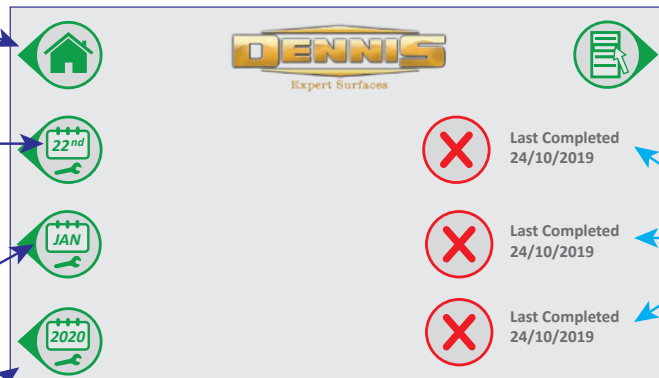 DENNIS
Expert Surfaces
22nd
Last Completed
24/10/2019
JAN
Last Completed
24/10/2019
2020
Last Completed
24/10/2019